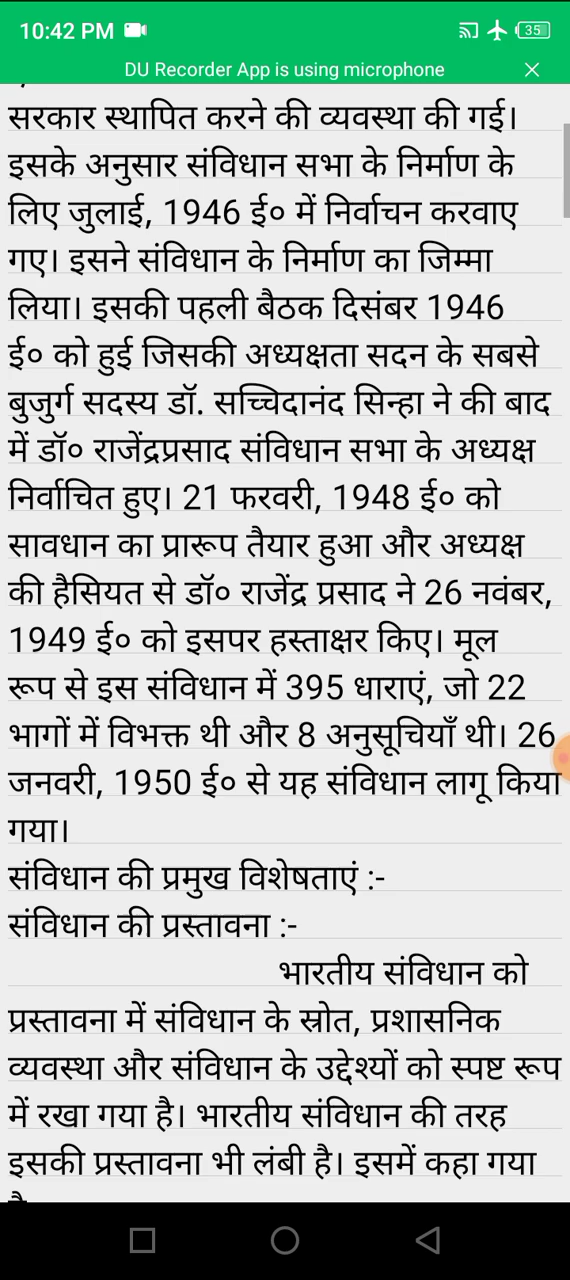 10:42 PM 35
DU Recorder App is using microphone
सरकार स्थापित करने की व्यवस्था की गई।
इसके अनुसार संविधान सभा के निर्माण के
लिए जुलाई, 1946 ई० में निर्वाचन करवाए
गए। इसने संविधान के निर्माण का जिम्मा
लिया। इसकी पहली बैठक दिसंबर 1946
ई० को हुई जिसकी अध्यक्षता सदन के सबसे
बुजुर्ग सदस्य डॉ. सच्चिदानंद सिन्हा ने की बाद
में डॉ० राजेंद्रप्रसाद संविधान सभा के अध्यक्ष
निर्वाचित हुए। 21 फरवरी, 1948 ई० को
सावधान का प्रारूप तैयार हुआ और अध्यक्ष
की हैसियत से डॉ० राजेंद्र प्रसाद ने 26 नवंबर,
1949 ई० को इसपर हस्ताक्षर किए। मूल
रूप से इस संविधान में 395 धाराएं, जो 22
भागों में विभक्त थी और 8 अनुसूचियाँ थी। 26
जनवरी, 1950 ई० से यह संविधान लागू किया
गया।
संविधान की प्रमुख विशेषताएं :-
संविधान की प्रस्तावना :-
भारतीय संविधान को
प्रस्तावना में संविधान के स्रोत, प्रशासनिक
व्यवस्था और संविधान के उद्देश्यों को स्पष्ट रूप
में रखा गया है। भारतीय संविधान की तरह
इसकी प्रस्तावना भी लंबी है। इसमें कहा गया